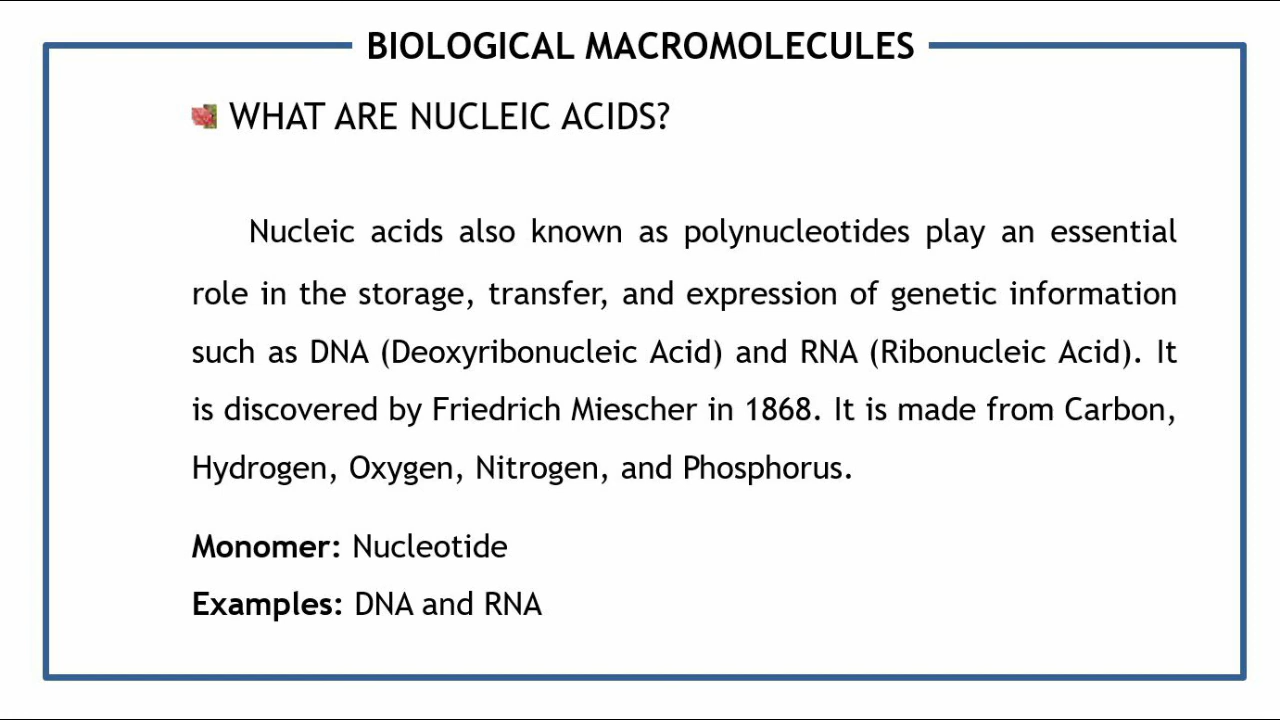 BIOLOGICAL MACROMOLECULES
WHAT ARE NUCLEIC ACIDS?
Nucleic acids also known as polynucleotides play an essential
role in the storage, transfer, and expression of genetic information
such as DNA (Deoxyribonucleic Acid) and RNA (Ribonucleic Acid). It
is discovered by Friedrich Miescher in 1868. It is made from Carbon,
Hydrogen, Oxygen, Nitrogen, and Phosphorus.
Monomer: Nucleotide
Examples: DNA and RNA